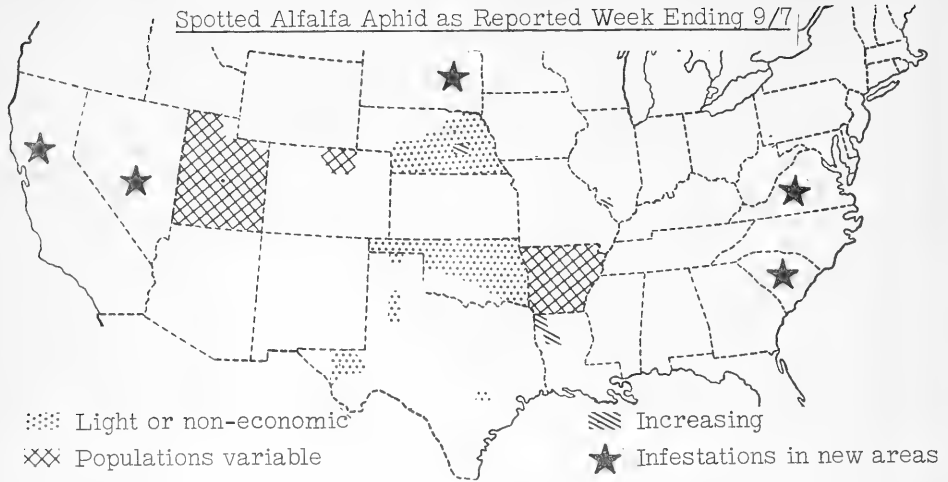 Spotted Alfalfa Aphid as Reported Week Ending 9/7
Light or non-economic
Populations variable
Increasing
Infestations in new areas